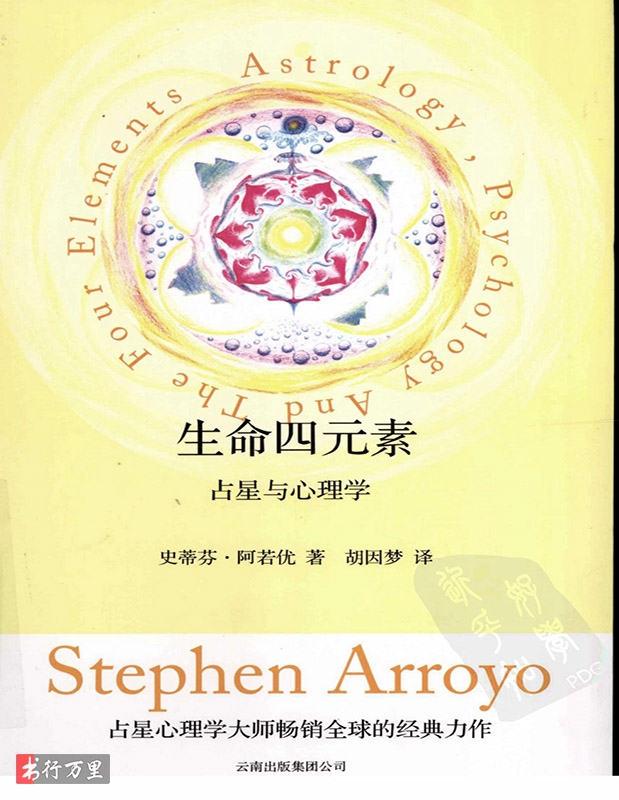 Astrology, Psychology And The Four Elements
生命四元素
占星与心理学
史蒂芬·阿若优 著 胡因梦 译
Stephen Arroyo
占星心理学大师畅销全球的经典力作
云南出版集团公司
书行万里
PDG